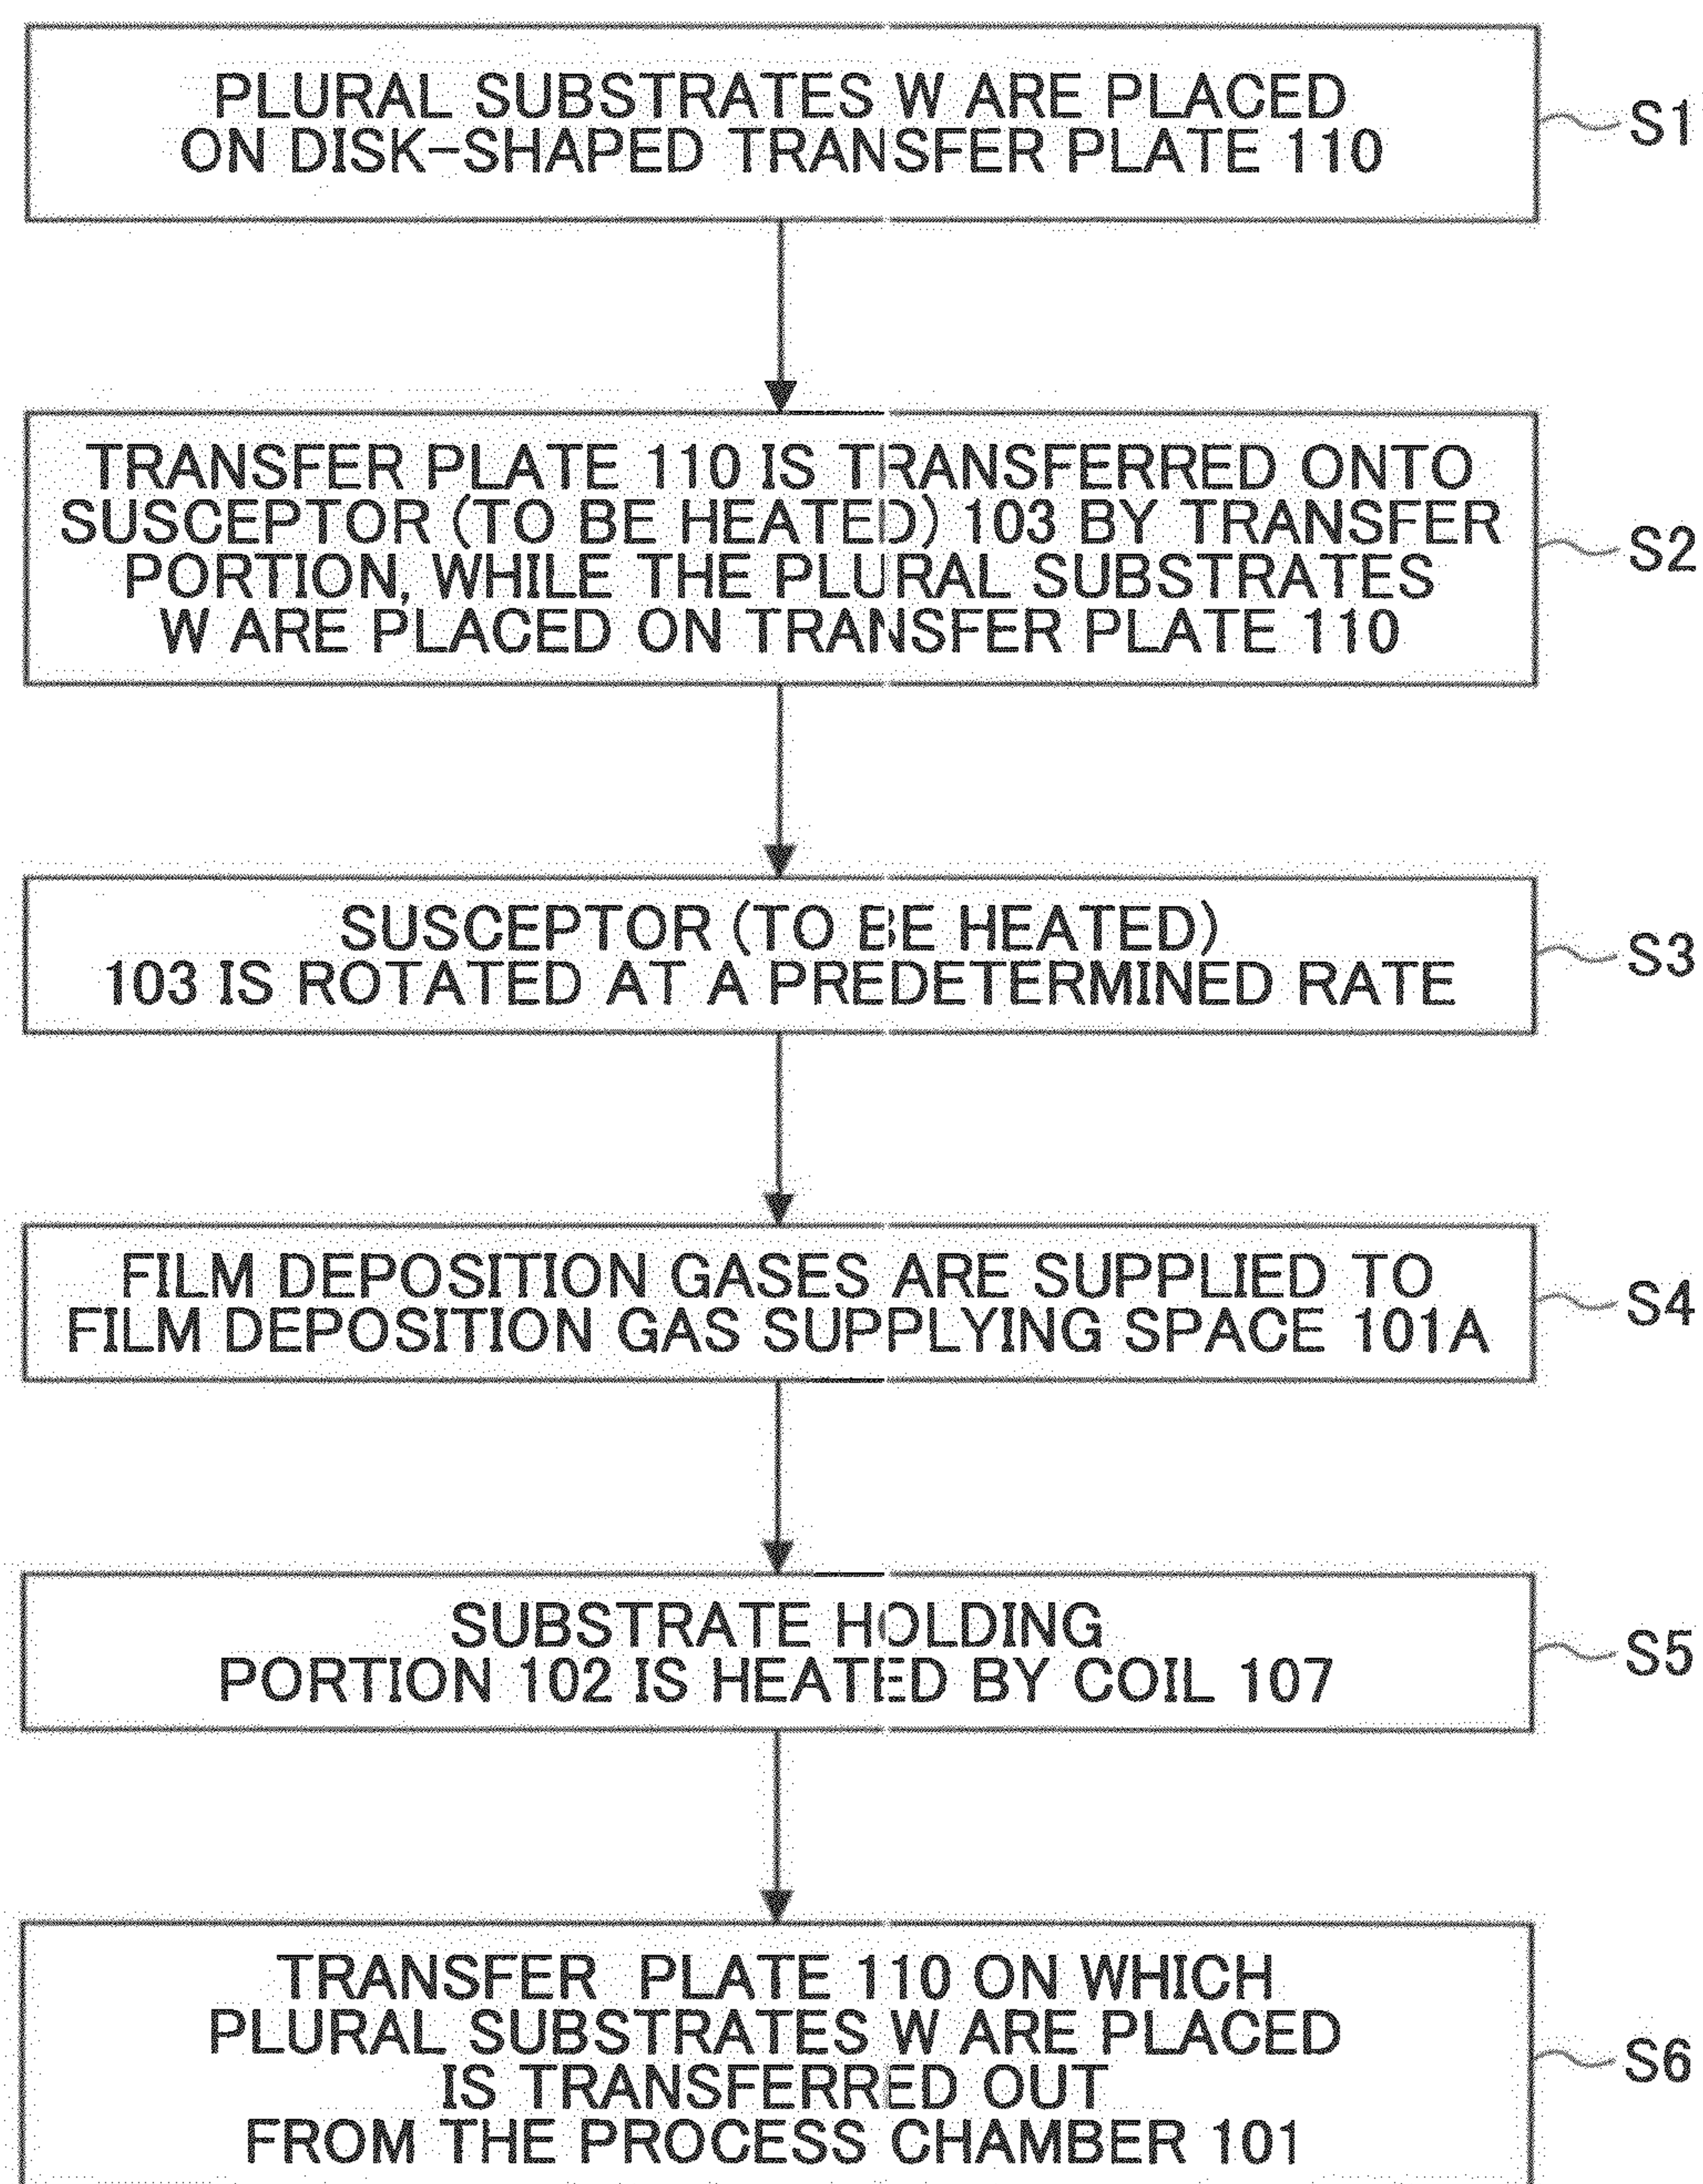 PLURAL SUBSTRATES W ARE PLACED
ON DISK-SHAPED TRANSFER PLATE 110
S1
TRANSFER PLATE 110 IS TRANSFERRED ONTO
SUSCEPTOR (TO BE HEATED) 103 BY TRANSFER
PORTION, WHILE THE PLURAL SUBSTRATES
W ARE PLACED ON TRANSFER PLATE 110
S2
SUSCEPTOR (TO BE HEATED)
103 IS ROTATED AT A PREDETERMINED RATE
S3
FILM DEPOSITION GASES ARE SUPPLIED TO
FILM DEPOSITION GAS SUPPLYING SPACE 101A
S4
SUBSTRATE HOLDING
PORTION 102 IS HEATED BY COIL 107
S5
TRANSFER PLATE 110 ON WHICH
PLURAL SUBSTRATES W ARE PLACED
IS TRANSFERRED OUT
FROM THE PROCESS CHAMBER 101
S6